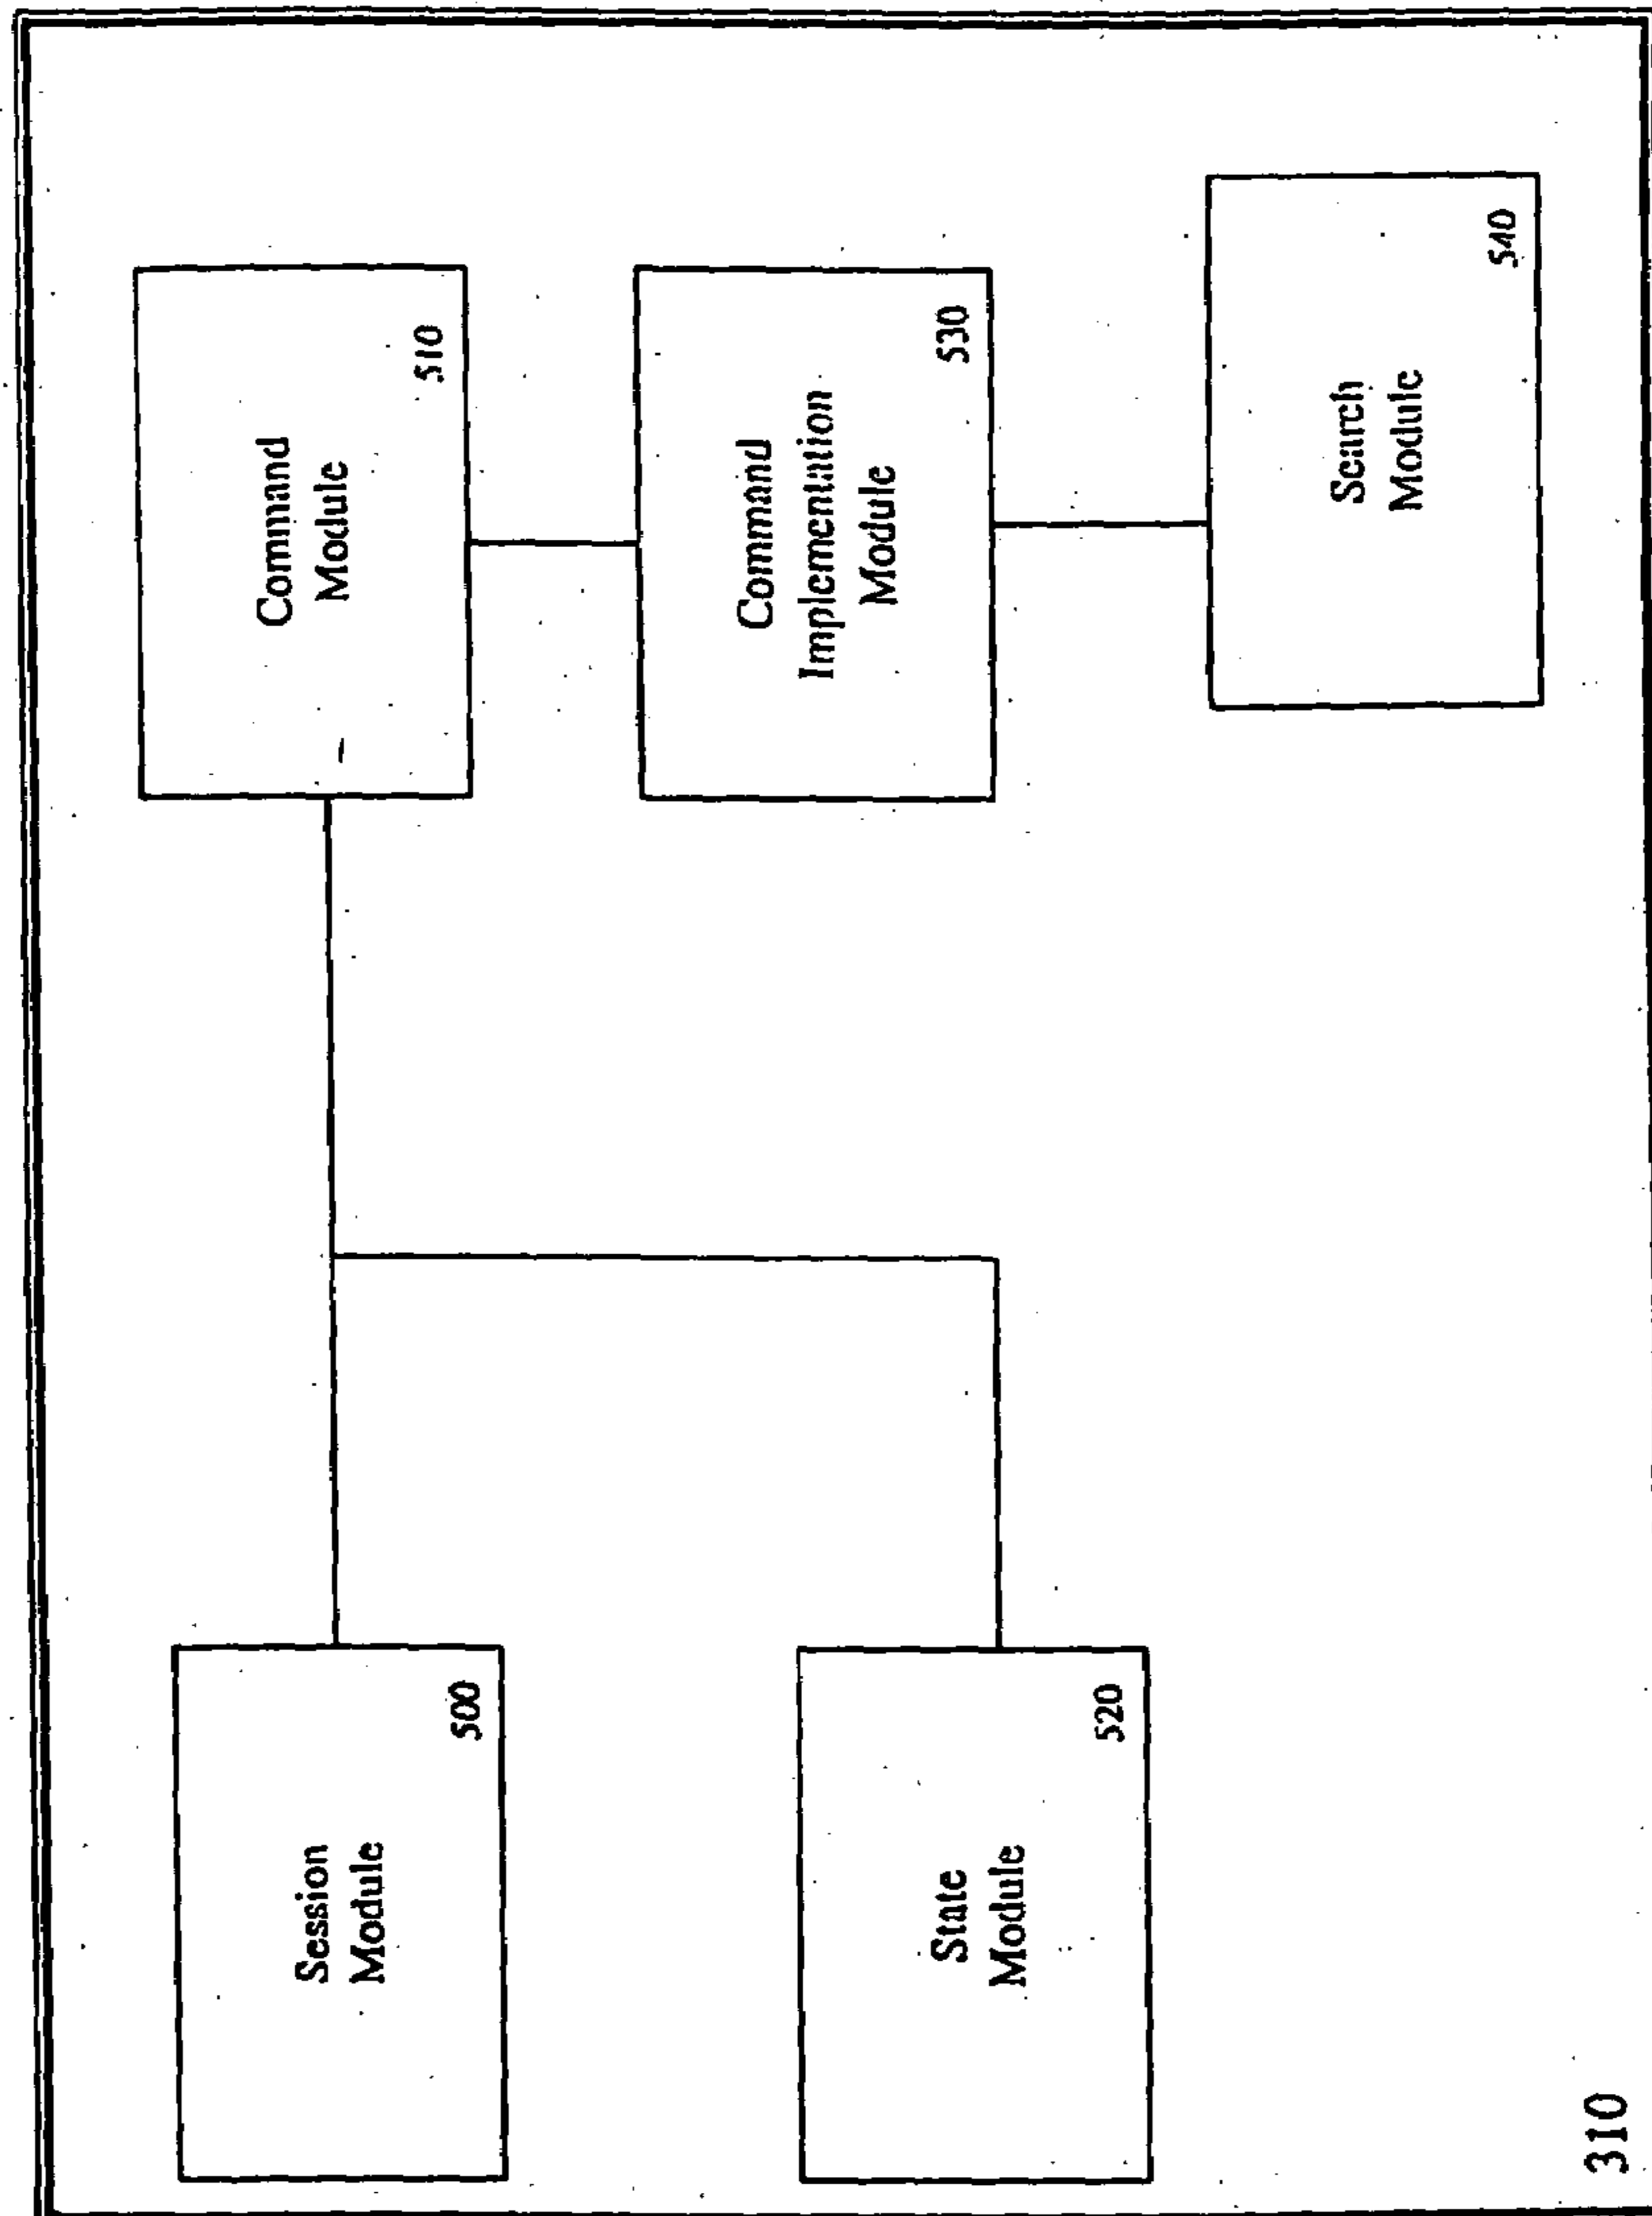 Session
Module
500
Command
Module
510
State
Module
520
Command
Implementation
Module
530
Search
Module
540
310